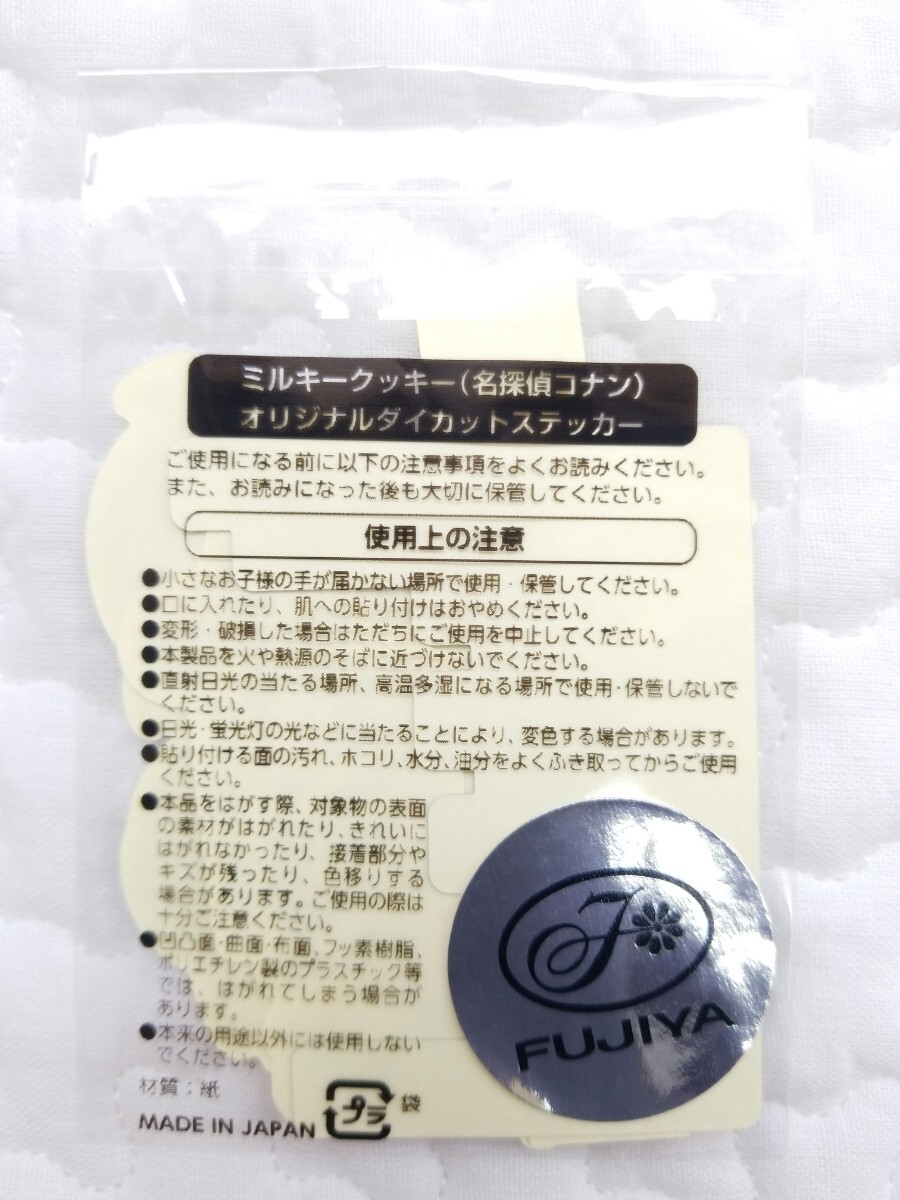 ミルキークッキー(名探偵コナン)
オリジナルダイカットステッカー
ご使用になる前に以下の注意事項をよくお読みください。
また、お読みになった後も大切に保管してください。
使用上の注意
●小さなお子様の手が届かない場所で使用・保管してください。
●口に入れたり、肌への貼り付けはおやめください。
●変形・破損した場合はただちにご使用を中止してください。
●本製品を火や熱源のそばに近づけないでください。
●直射日光の当たる場所、高温多湿になる場所で使用・保管しないで
ください。
●日光・蛍光灯の光などに当たることにより、変色する場合があります。
●貼り付ける面の汚れ、ホコリ、水分、油分をよくふき取ってからご使用
ください。
●本品をはがす際、対象物の表面
の素材がはがれたり、きれいに
はがれなかったり、接着部分や
キズが残ったり、色移りする
場合があります。ご使用の際は
十分ご注意ください。
●凹凸面・曲面・布面、フッ素樹脂、
ポリエチレン製のプラスチック等
では、はがれてしまう場合が
あります。
●本来の用途以外には使用しない
でください。
材質:紙
MADE IN JAPAN
プラ
袋
F
FUJIYA